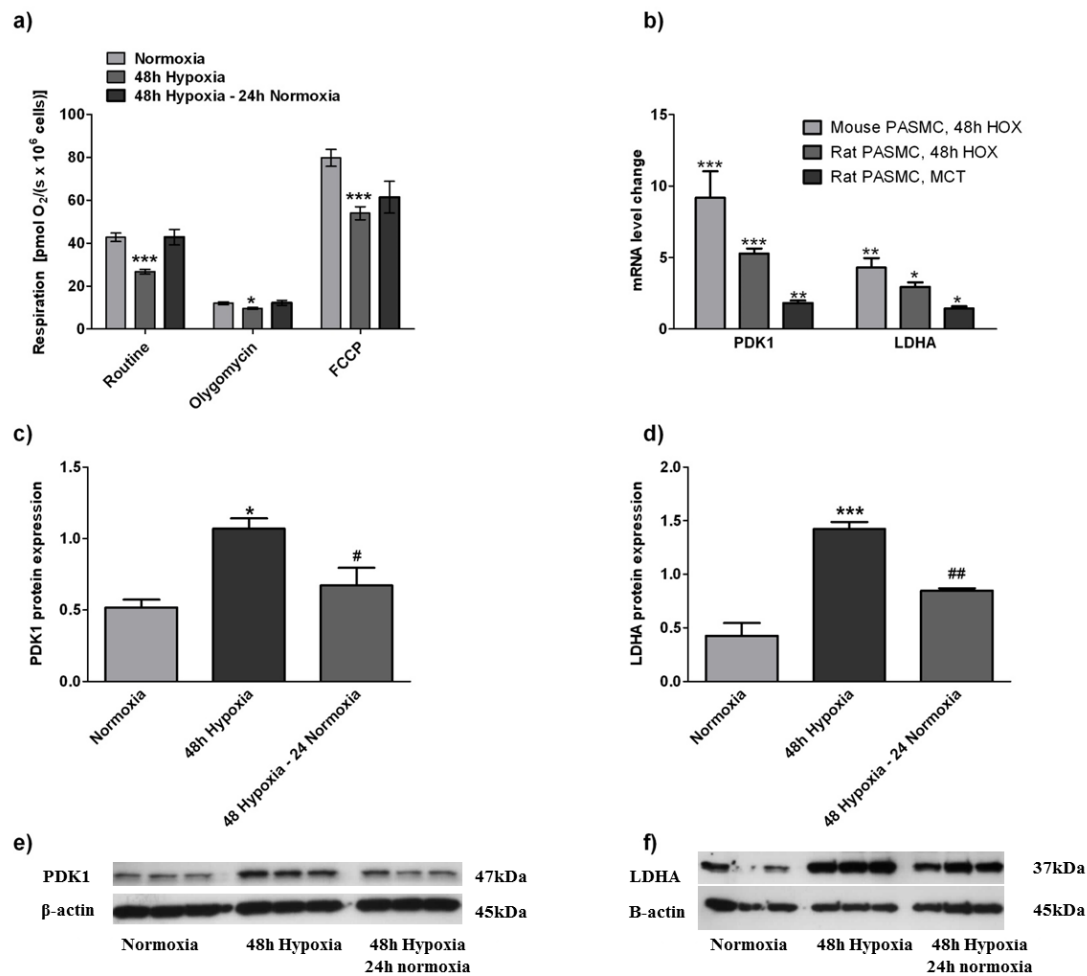 a)
Normoxia
48h Hypoxia
48h Hypoxia - 24h Normoxia
Respiration [pmol O2/(s x 10^6 cells)]
100
80
60
40
20
0
***
*
***
Routine
Olygomycin
FCCP
b)
Mouse PASMC, 48h HOX
Rat PASMC, 48h HOX
Rat PASMC, MCT
mRNA level change
15
10
5
0
***
***
**
**
*
*
PDK1
LDHA
c)
PDK1 protein expression
1.5
1.0
0.5
0.0
*
#
Normoxia
48h Hypoxia
48 Hypoxia - 24 Normoxia
d)
LDHA protein expression
2.0
1.5
1.0
0.5
0.0
***
##
Normoxia
48h Hypoxia
48 Hypoxia - 24 Normoxia
e)
PDK1 47kDa
β-actin 45kDa
Normoxia 48h Hypoxia 48h Hypoxia
24h normoxia
f)
LDHA 37kDa
B-actin 45kDa
Normoxia 48h Hypoxia 48h Hypoxia
24h normoxia